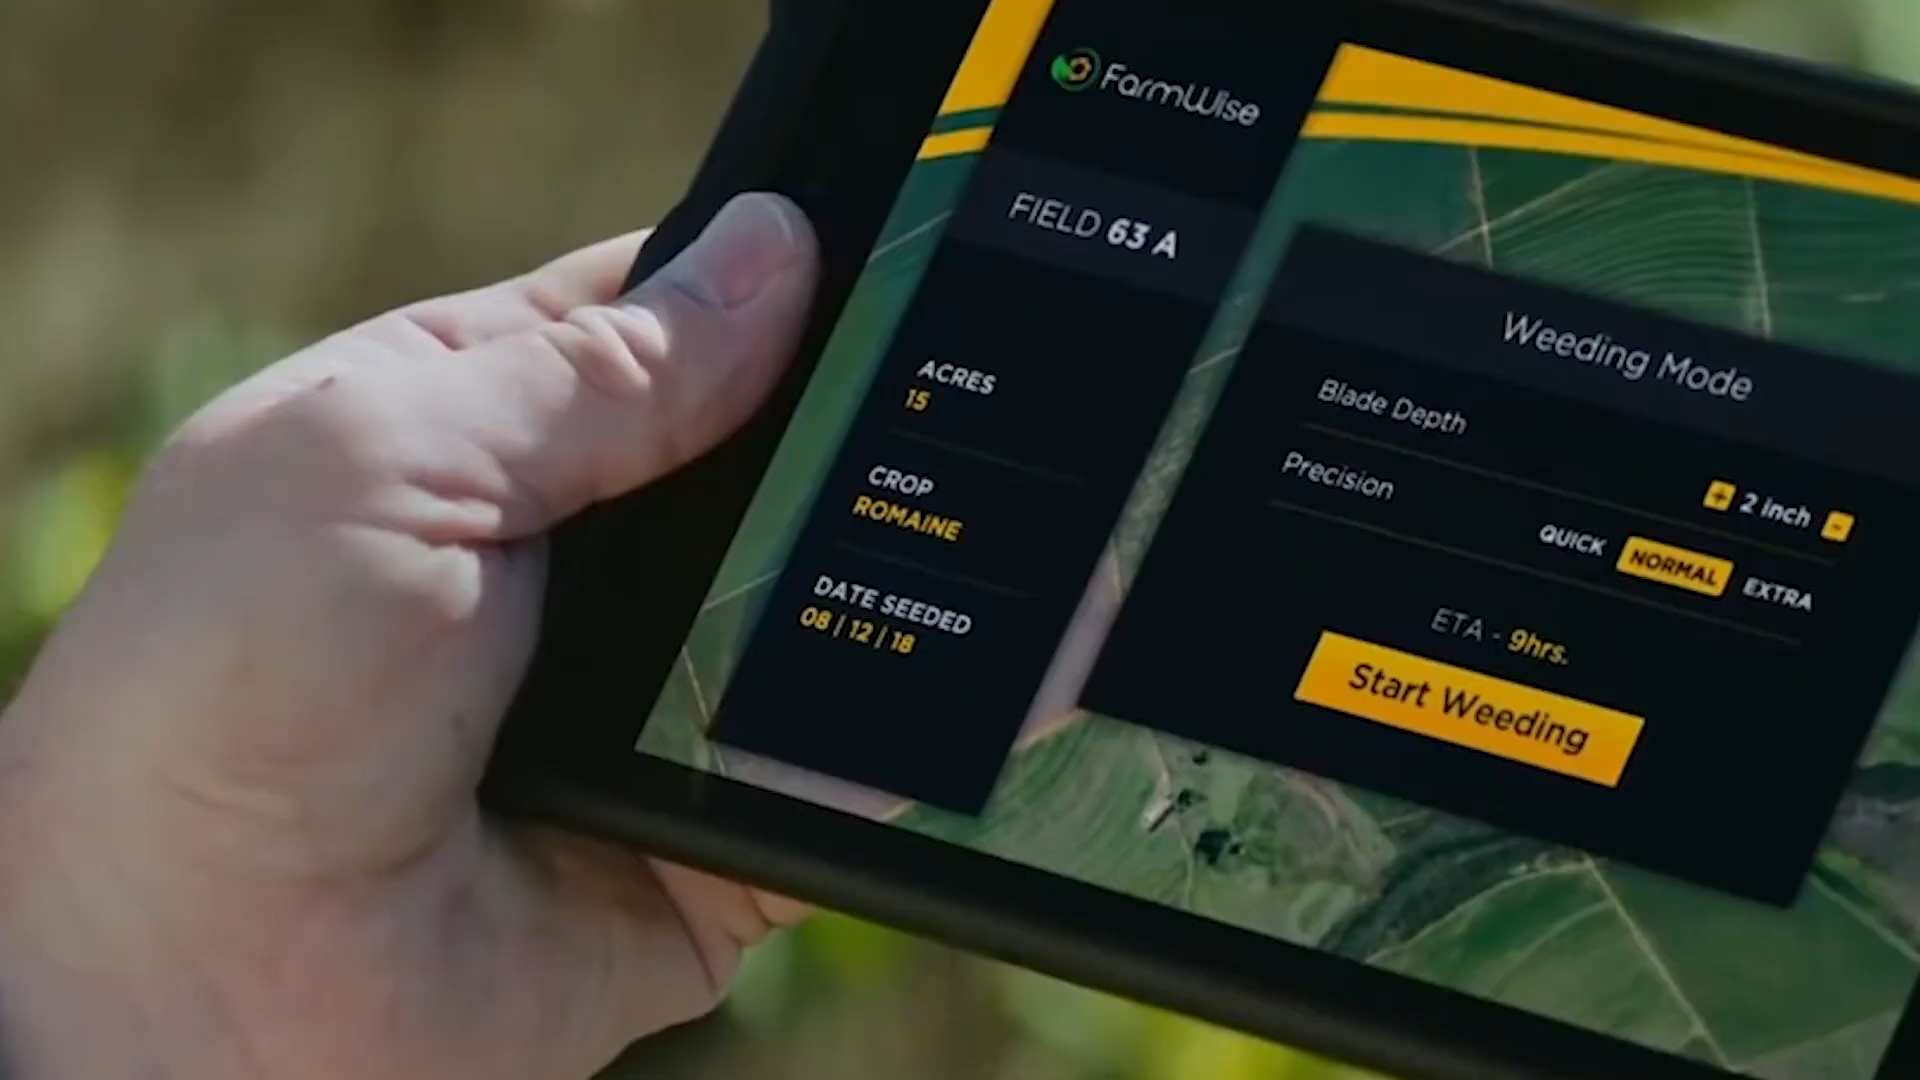 FarmWise
FIELD 63 A
ACRES
15
CROP
ROMAINE
DATE SEEDED
08 | 12 | 18
Weeding Mode
Blade Depth
+ 2 inch -
Precision
QUICK NORMAL EXTRA
ETA - 9hrs.
Start Weeding